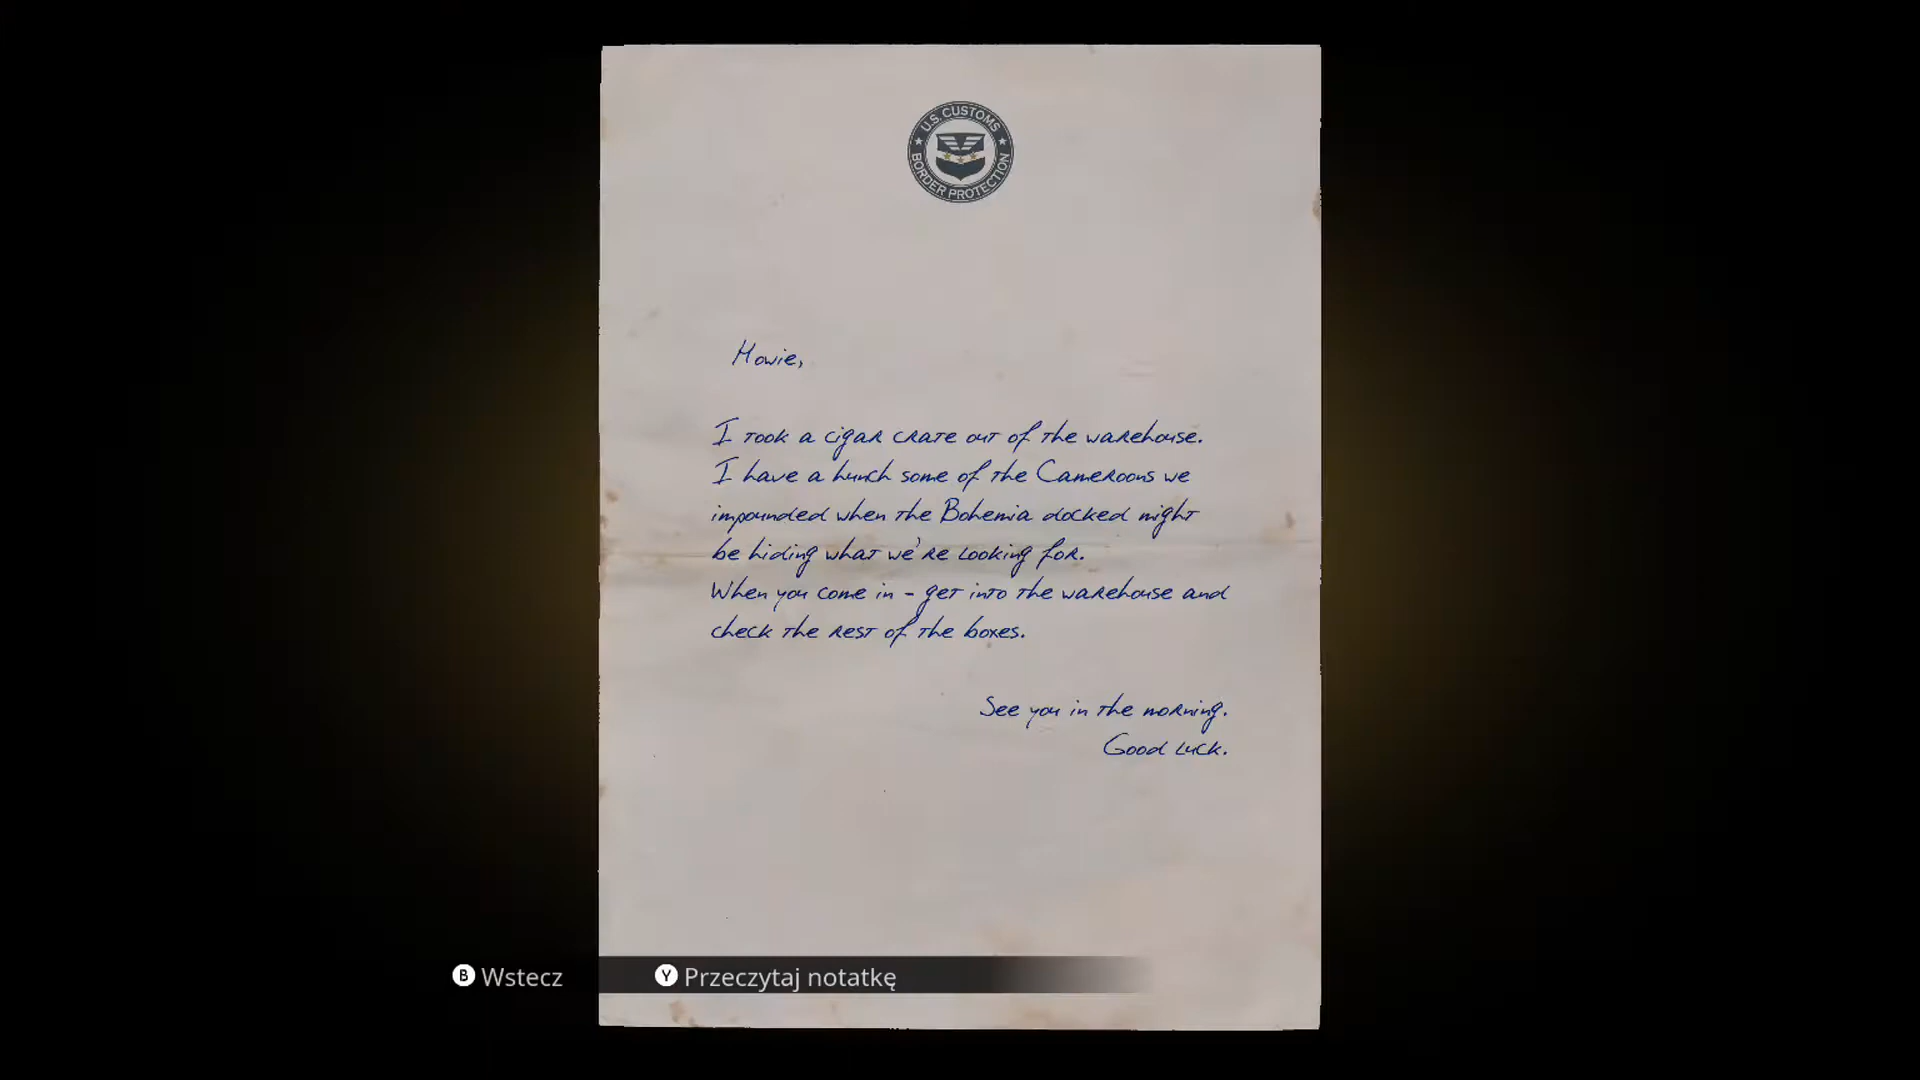 U.S. CUSTOMS
BORDER PROTECTION
Howie,
I took a cigar crate out of the warehouse.
I have a hunch some of the Cameroons we
impounded when the Bohemia docked might
be hiding what we're looking for.
When you come in - get into the warehouse and
check the rest of the boxes.
See you in the morning.
Good luck.
B Wstecz
Y Przeczytaj notatkę